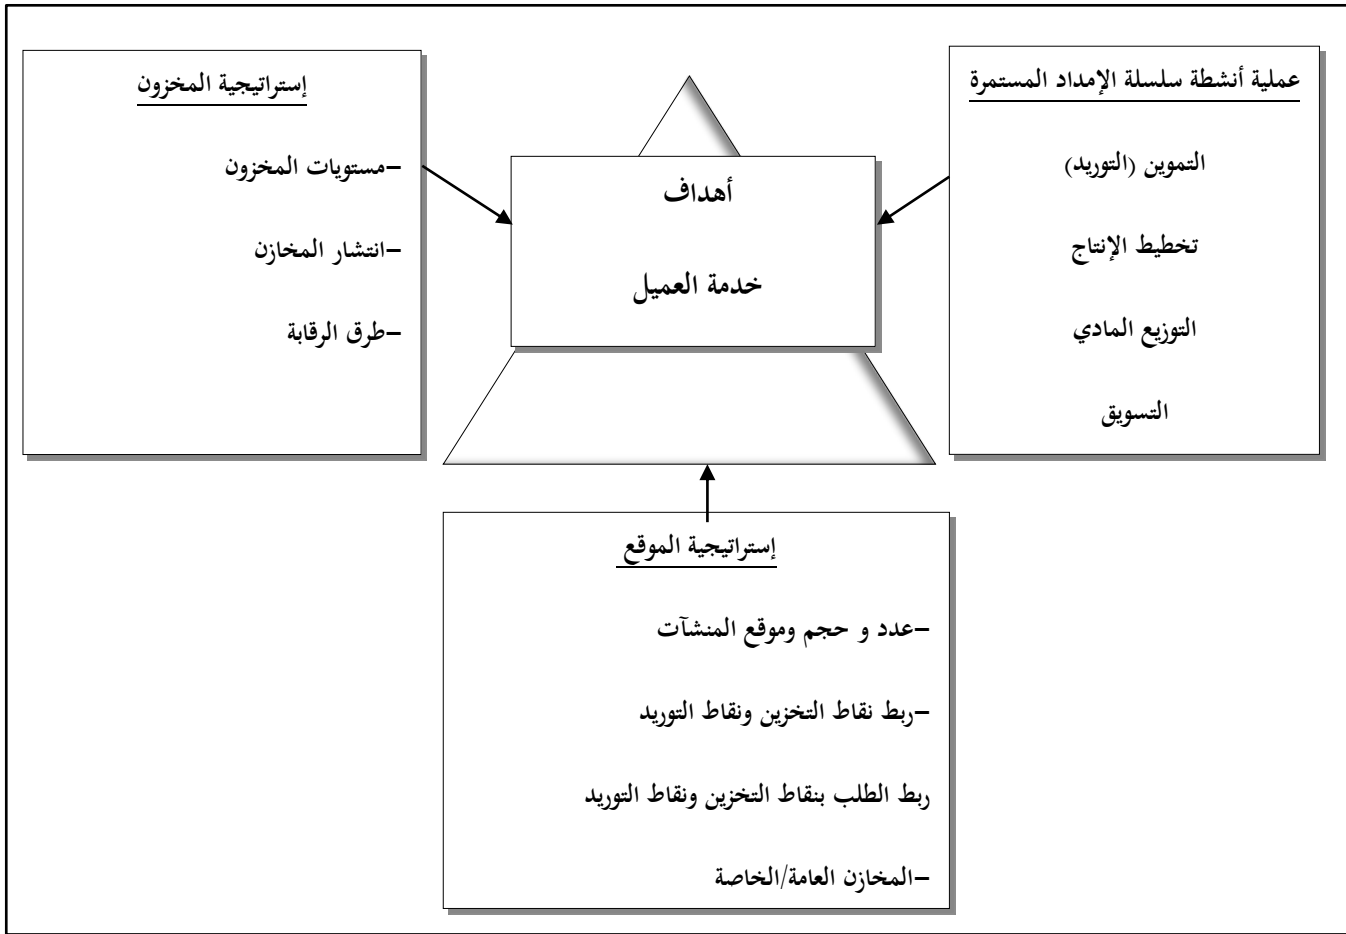 عملية أنشطة سلسلة الإمداد المستمرة
التموين (التوريد)
تخطيط الإنتاج
التوزيع المادي
التسويق
أهداف
خدمة العميل
إستراتيجية المخزون
-مستويات المخزون
-انتشار المخازن
-طرق الرقابة
إستراتيجية الموقع
-عدد و حجم وموقع المنشآت
-ربط نقاط التخزين ونقاط التوريد
ربط الطلب بنقاط التخزين ونقاط التوريد
-المخازن العامة/الخاصة